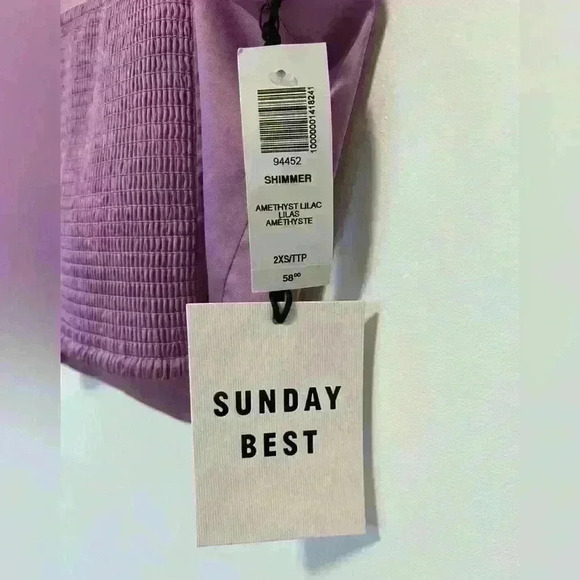 10000001418241
94452
SHIMMER
AMETHYST LILAC
LILAS
AMÉTHYSTE
2XS/TTP
58⁰⁰
SUNDAY
BEST